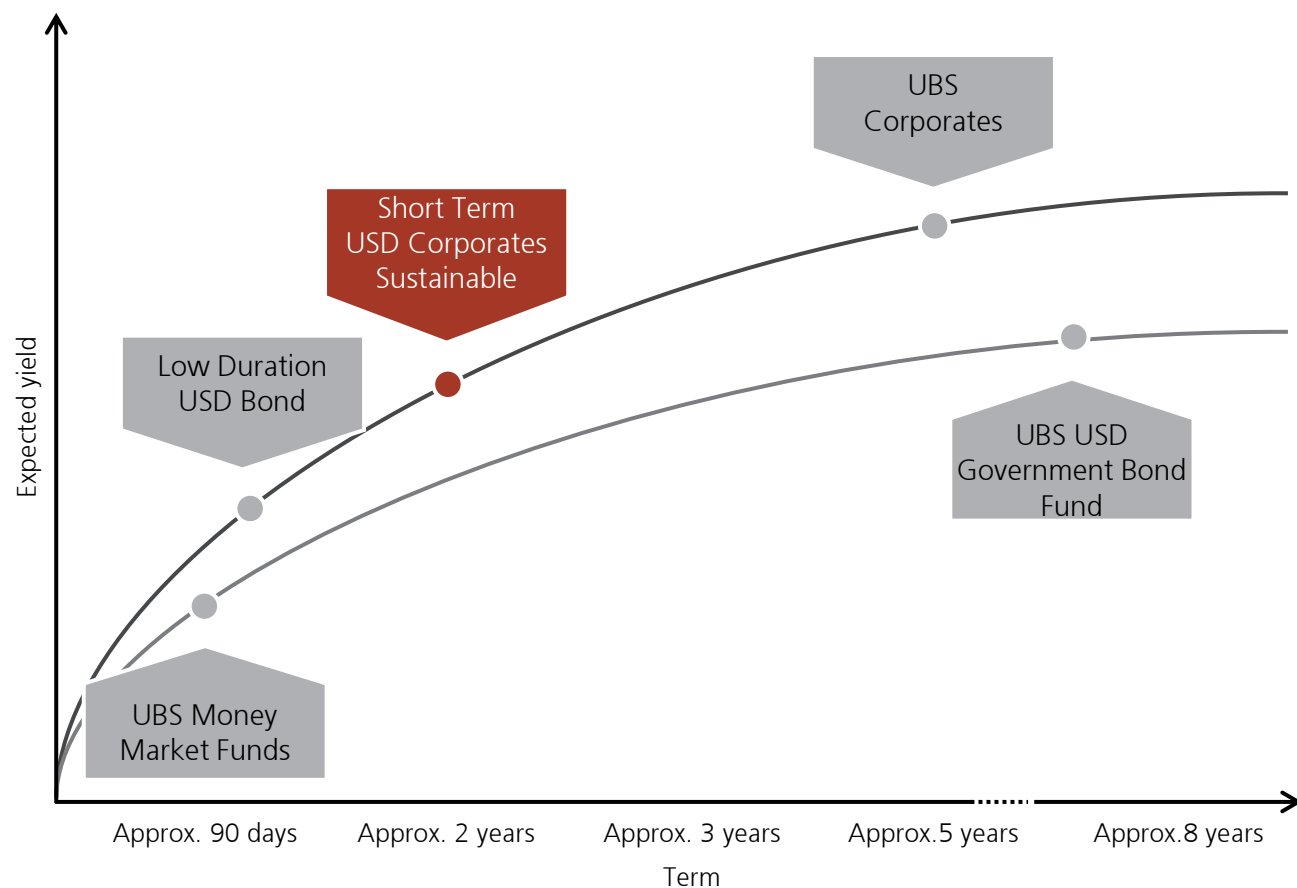 UBS
Corporates
Short Term
USD Corporates
Sustainable
Low Duration
USD Bond
UBS USD
Government Bond
Fund
UBS Money
Market Funds
Expected yield
Approx. 90 days
Approx. 2 years
Approx. 3 years
Approx.5 years
Approx.8 years
Term